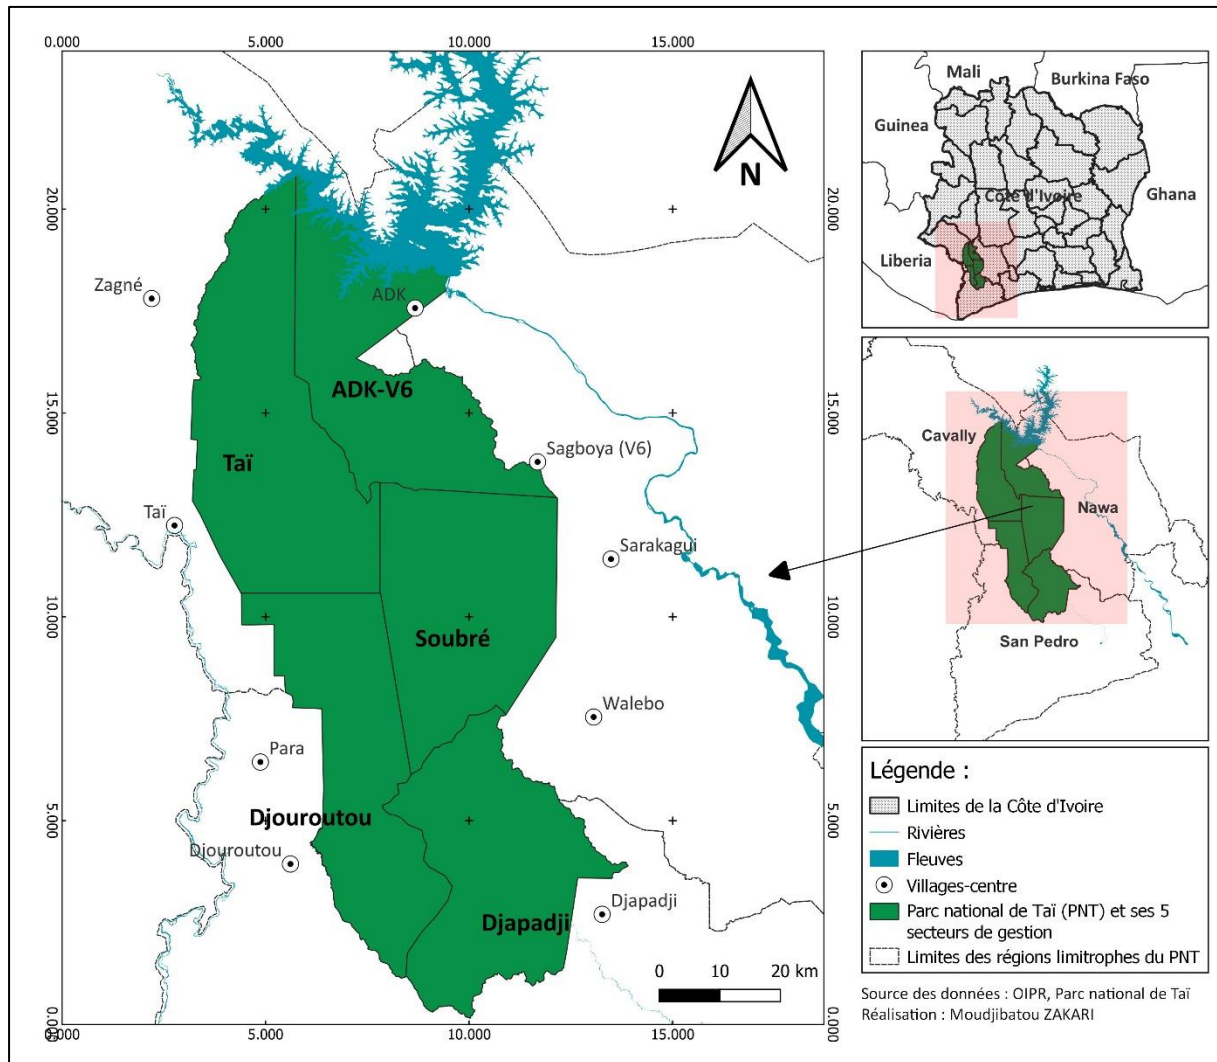 0.000
5.000
10.000
15.000
20.000
20.000
15.000
15.000
10.000
10.000
5.000
5.000
0.000
0.000
0.000
5.000
10.000
15.000
N
Zagné
ADK
ADK-V6
Taï
Sagboya (V6)
Taï
Sarakagui
Soubré
Walebo
Para
Djouroutou
Djouroutou
Djapadji
Djapadji
0 10 20 km
Mali
Burkina Faso
Guinea
Côte d'Ivoire
Ghana
Liberia
Cavally
Nawa
San Pedro
Légende :
Limites de la Côte d'Ivoire
Rivières
Fleuves
Villages-centre
Parc national de Taï (PNT) et ses 5
secteurs de gestion
Limites des régions limitrophes du PNT
Source des données : OIPR, Parc national de Taï
Réalisation : Moudjibatou ZAKARI